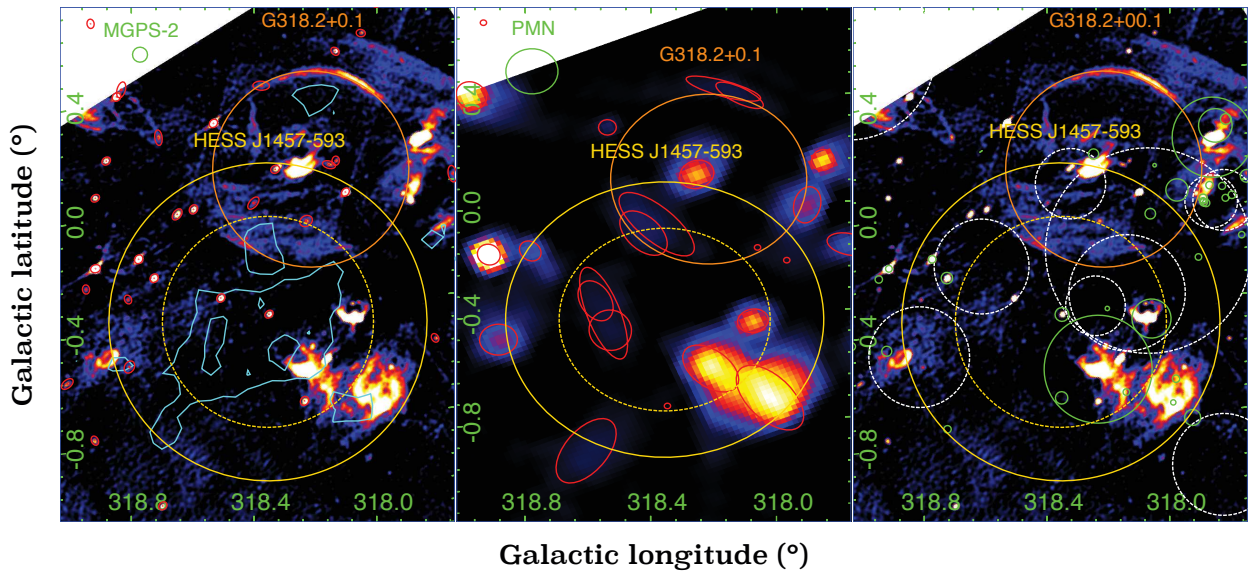 G318.2+0.1
MGPS-2
HESS J1457-593
0.4
0.0
-0.4
-0.8
318.8
318.4
318.0
PMN
G318.2+0.1
HESS J1457-593
0.4
0.0
-0.4
-0.8
318.8
318.4
318.0
G318.2+00.1
HESS J1457-593
0.4
0.0
-0.4
-0.8
318.8
318.4
318.0
Galactic latitude (°)
Galactic longitude (°)